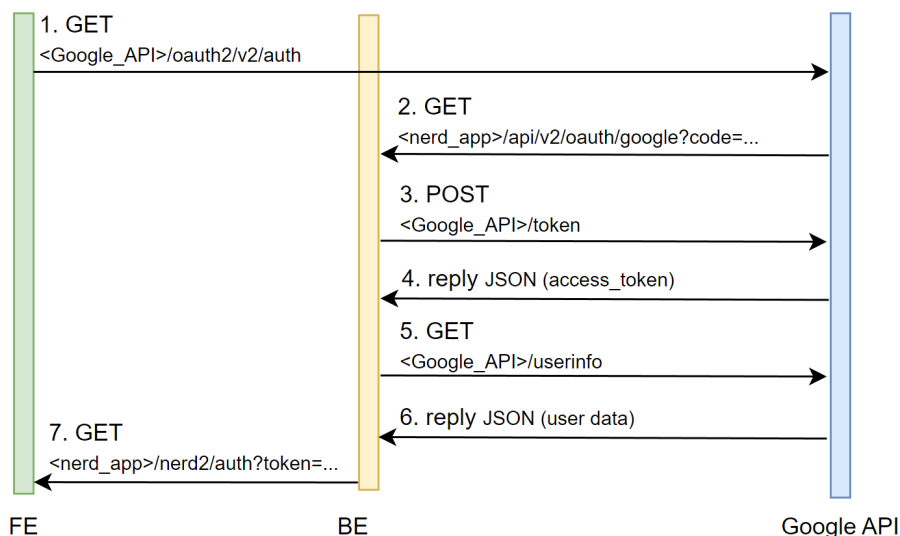 1. GET
<Google_API>/oauth2/v2/auth
2. GET
<nerd_app>/api/v2/oauth/google?code=...
3. POST
<Google_API>/token
4. reply JSON (access_token)
5. GET
<Google_API>/userinfo
6. reply JSON (user data)
7. GET
<nerd_app>/nerd2/auth?token=...
FE
BE
Google API